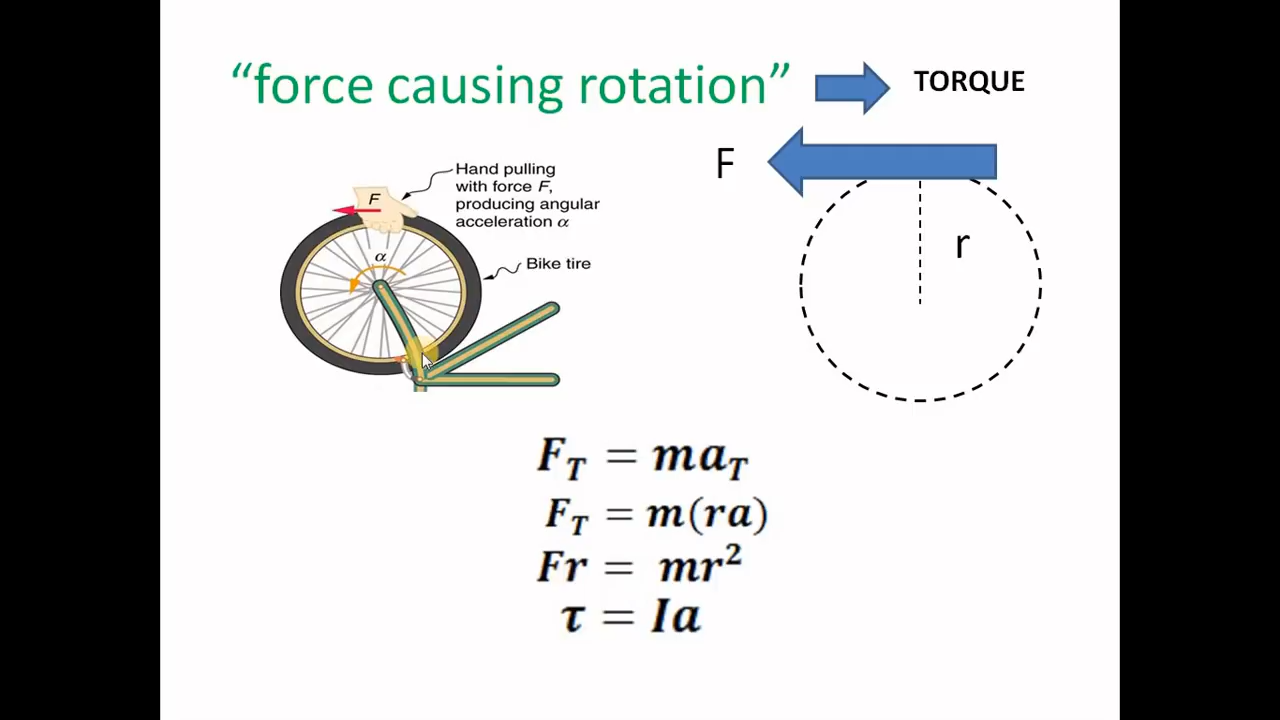 “force causing rotation”
TORQUE
F
r
Hand pulling
with force F,
producing angular
acceleration α
F
α
Bike tire
F_T = ma_T
F_T = m(ra)
Fr = mr²
τ = Ia